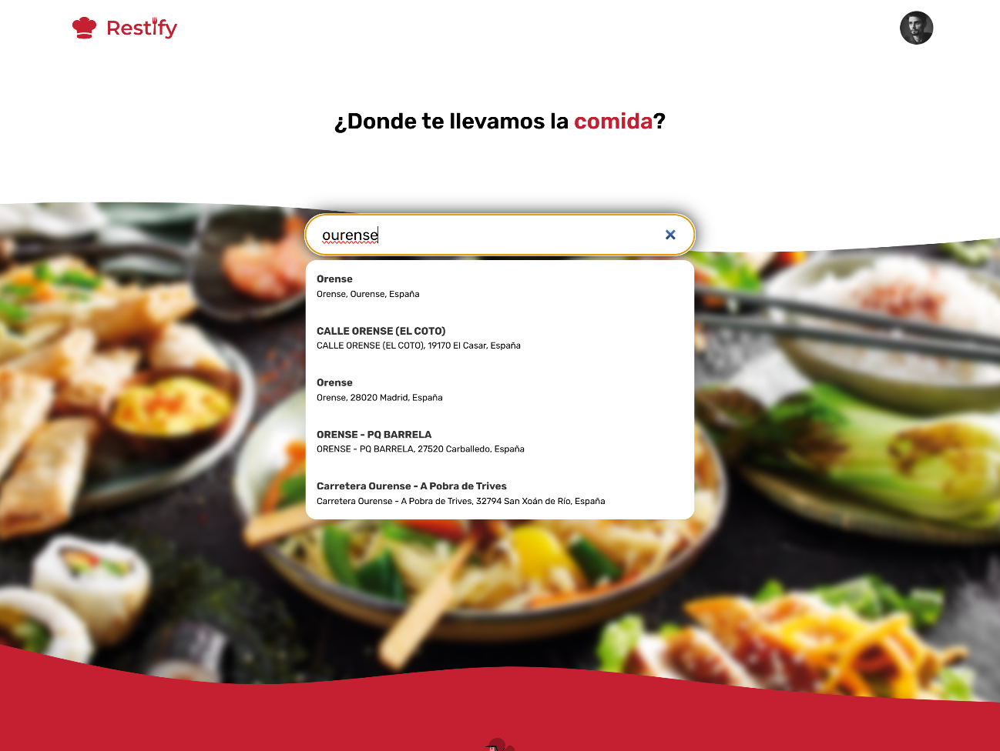 Restify
¿Donde te llevamos la comida?
ourense
Orense
Orense, Ourense, España
CALLE ORENSE (EL COTO)
CALLE ORENSE (EL COTO), 19170 El Casar, España
Orense
Orense, 28020 Madrid, España
ORENSE - PQ BARRELA
ORENSE - PQ BARRELA, 27520 Carballedo, España
Carretera Ourense - A Pobra de Trives
Carretera Ourense - A Pobra de Trives, 32794 San Xoán de Río, España